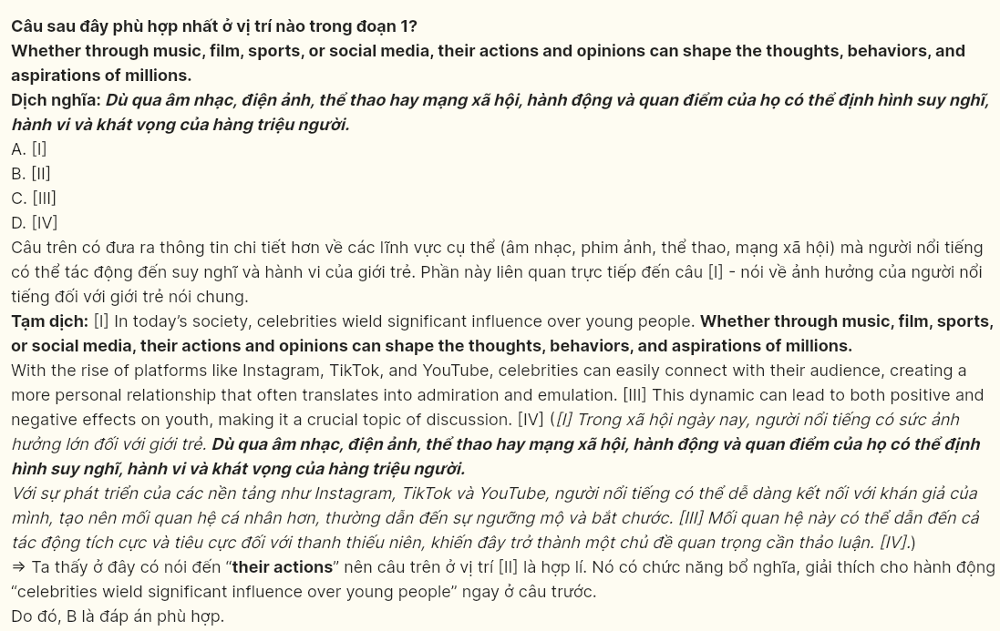 Câu sau đây phù hợp nhất ở vị trí nào trong đoạn 1?
Whether through music, film, sports, or social media, their actions and opinions can shape the thoughts, behaviors, and
aspirations of millions.
Dịch nghĩa: Dù qua âm nhạc, điện ảnh, thể thao hay mạng xã hội, hành động và quan điểm của họ có thể định hình suy nghĩ,
hành vi và khát vọng của hàng triệu người.
A. [I]
B. [II]
C. [III]
D. [IV]
Câu trên có đưa ra thông tin chi tiết hơn về các lĩnh vực cụ thể (âm nhạc, phim ảnh, thể thao, mạng xã hội) mà người nổi tiếng
có thể tác động đến suy nghĩ và hành vi của giới trẻ. Phần này liên quan trực tiếp đến câu [I] - nói về ảnh hưởng của người nổi
tiếng đối với giới trẻ nói chung.
Tạm dịch: [I] In today's society, celebrities wield significant influence over young people. Whether through music, film, sports,
or social media, their actions and opinions can shape the thoughts, behaviors, and aspirations of millions.
With the rise of platforms like Instagram, TikTok, and YouTube, celebrities can easily connect with their audience, creating a
more personal relationship that often translates into admiration and emulation. [III] This dynamic can lead to both positive and
negative effects on youth, making it a crucial topic of discussion. [IV] ([I] Trong xã hội ngày nay, người nổi tiếng có sức ảnh
hưởng lớn đối với giới trẻ. Dù qua âm nhạc, điện ảnh, thể thao hay mạng xã hội, hành động và quan điểm của họ có thể định
hình suy nghĩ, hành vi và khát vọng của hàng triệu người.
Với sự phát triển của các nền tảng như Instagram, TikTok và YouTube, người nổi tiếng có thể dễ dàng kết nối với khán giả của
mình, tạo nên mối quan hệ cá nhân hơn, thường dẫn đến sự ngưỡng mộ và bắt chước. [III] Mối quan hệ này có thể dẫn đến cả
tác động tích cực và tiêu cực đối với thanh thiếu niên, khiến đây trở thành một chủ đề quan trọng cần thảo luận. [IV].)
⇒ Ta thấy ở đây có nói đến “their actions” nên câu trên ở vị trí [II] là hợp lí. Nó có chức năng bổ nghĩa, giải thích cho hành động
“celebrities wield significant influence over young people” ngay ở câu trước.
Do đó, B là đáp án phù hợp.